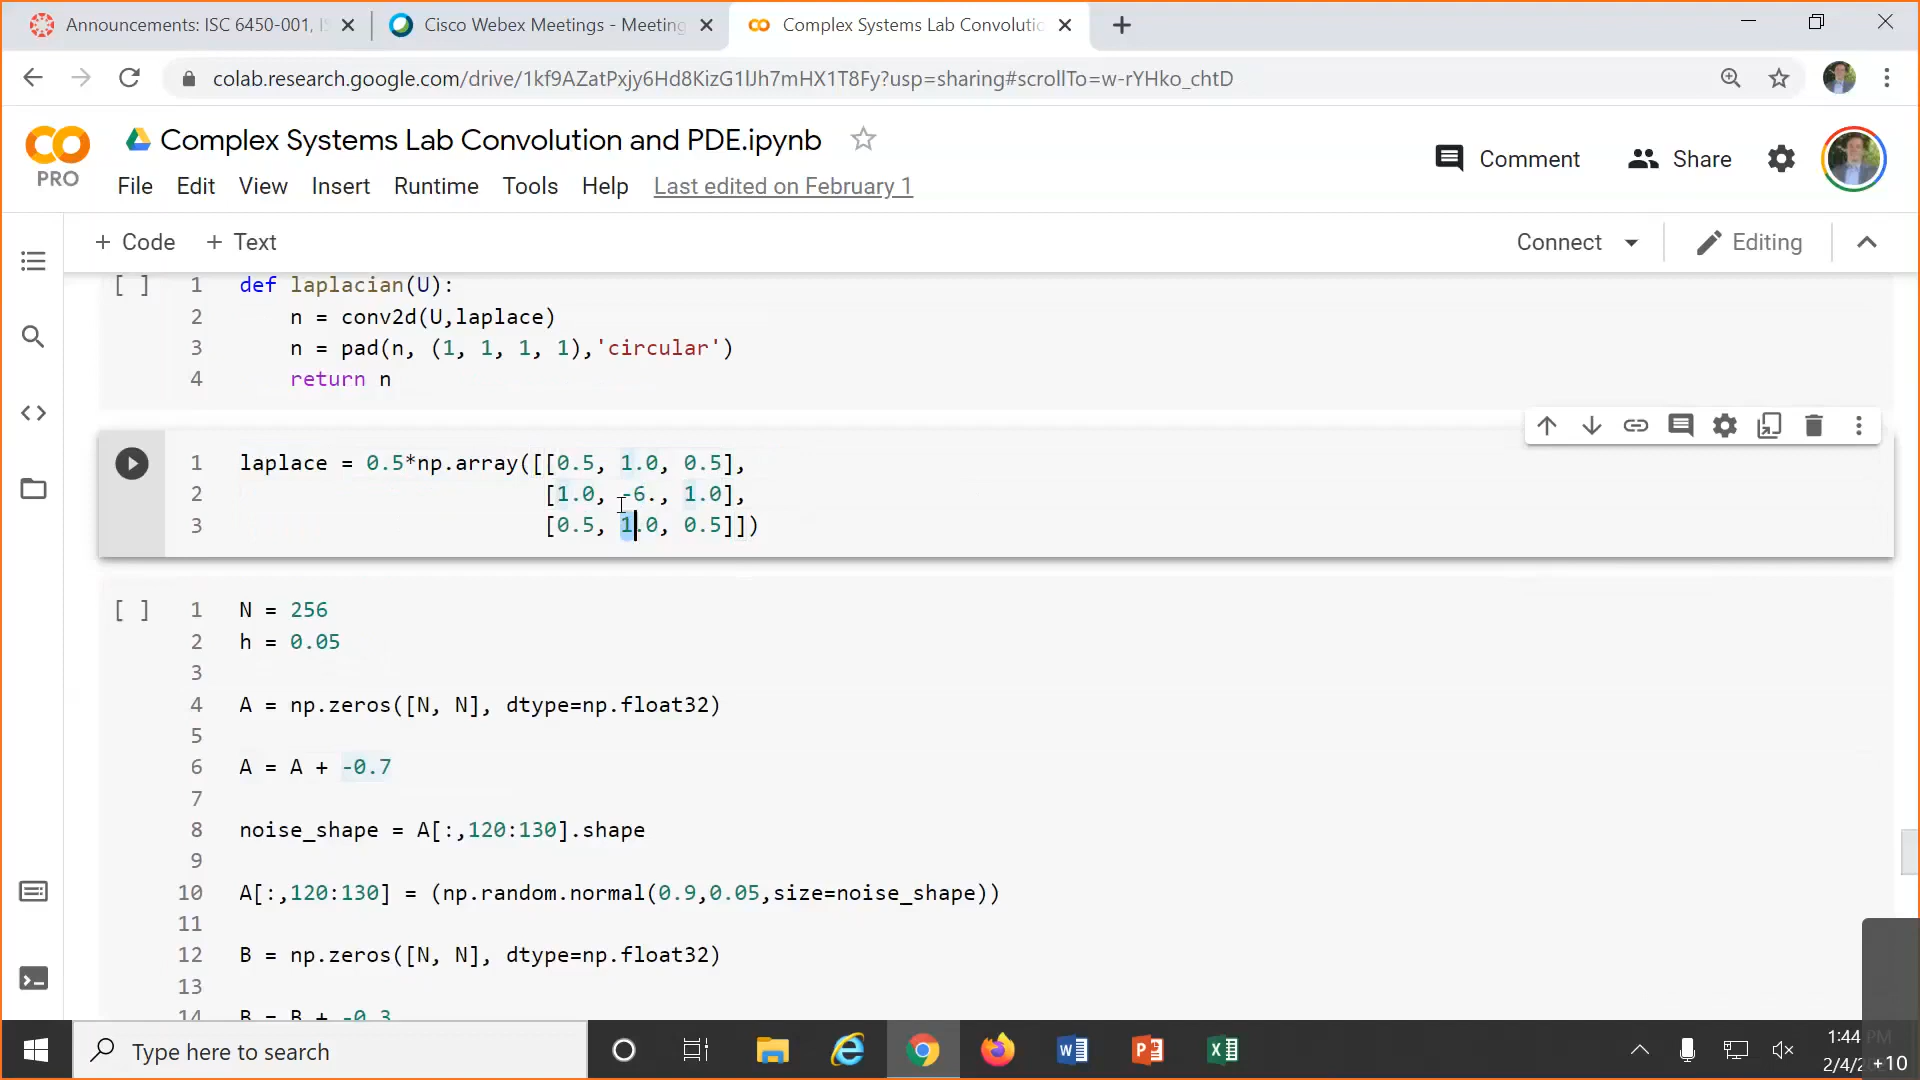 Announcements: ISC 6450-001, I
Cisco Webex Meetings - Meeting
Complex Systems Lab Convolutio
colab.research.google.com/drive/1kf9AZatPxjy6Hd8KizG1lJh7mHX1T8Fy?usp=sharing#scrollTo=w-rYHko_chtD
Complex Systems Lab Convolution and PDE.ipynb
PRO
Comment
Share
File Edit View Insert Runtime Tools Help Last edited on February 1
+ Code + Text
Connect
Editing
[ ] 1 def laplacian(U):
2 n = conv2d(U,laplace)
3 n = pad(n, (1, 1, 1, 1),'circular')
4 return n
1 laplace = 0.5*np.array([[0.5, 1.0, 0.5],
2 [1.0, -6., 1.0],
3 [0.5, 1.0, 0.5]])
[ ] 1 N = 256
2 h = 0.05
3
4 A = np.zeros([N, N], dtype=np.float32)
5
6 A = A + -0.7
7
8 noise_shape = A[:,120:130].shape
9
10 A[:,120:130] = (np.random.normal(0.9,0.05,size=noise_shape))
11
12 B = np.zeros([N, N], dtype=np.float32)
13
14 B = B + -0.3
Type here to search
1:44 PM
2/4/2 +10